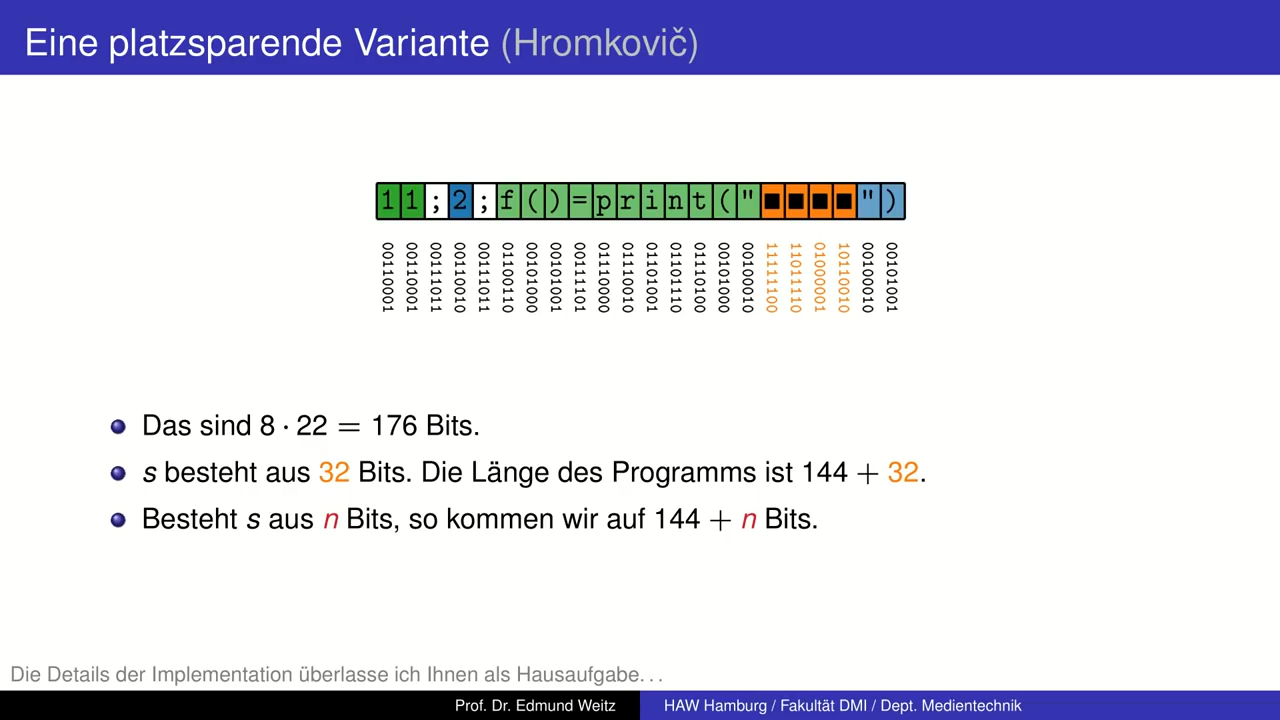 Eine platzsparende Variante (Hromkovič)
11;2;f()=print("■■■■")
00110001 00110001 00111011 00110010 00111011 01100110 00101000 00101001 00111101 01110000 01110010 01101001 01101110 01110100 00101000 00100010 11111100 11011110 01000001 10110010 00100010 00101001
Das sind 8 · 22 = 176 Bits.
s besteht aus 32 Bits. Die Länge des Programms ist 144 + 32.
Besteht s aus n Bits, so kommen wir auf 144 + n Bits.
Die Details der Implementation überlasse ich Ihnen als Hausaufgabe...
Prof. Dr. Edmund Weitz
HAW Hamburg / Fakultät DMI / Dept. Medientechnik